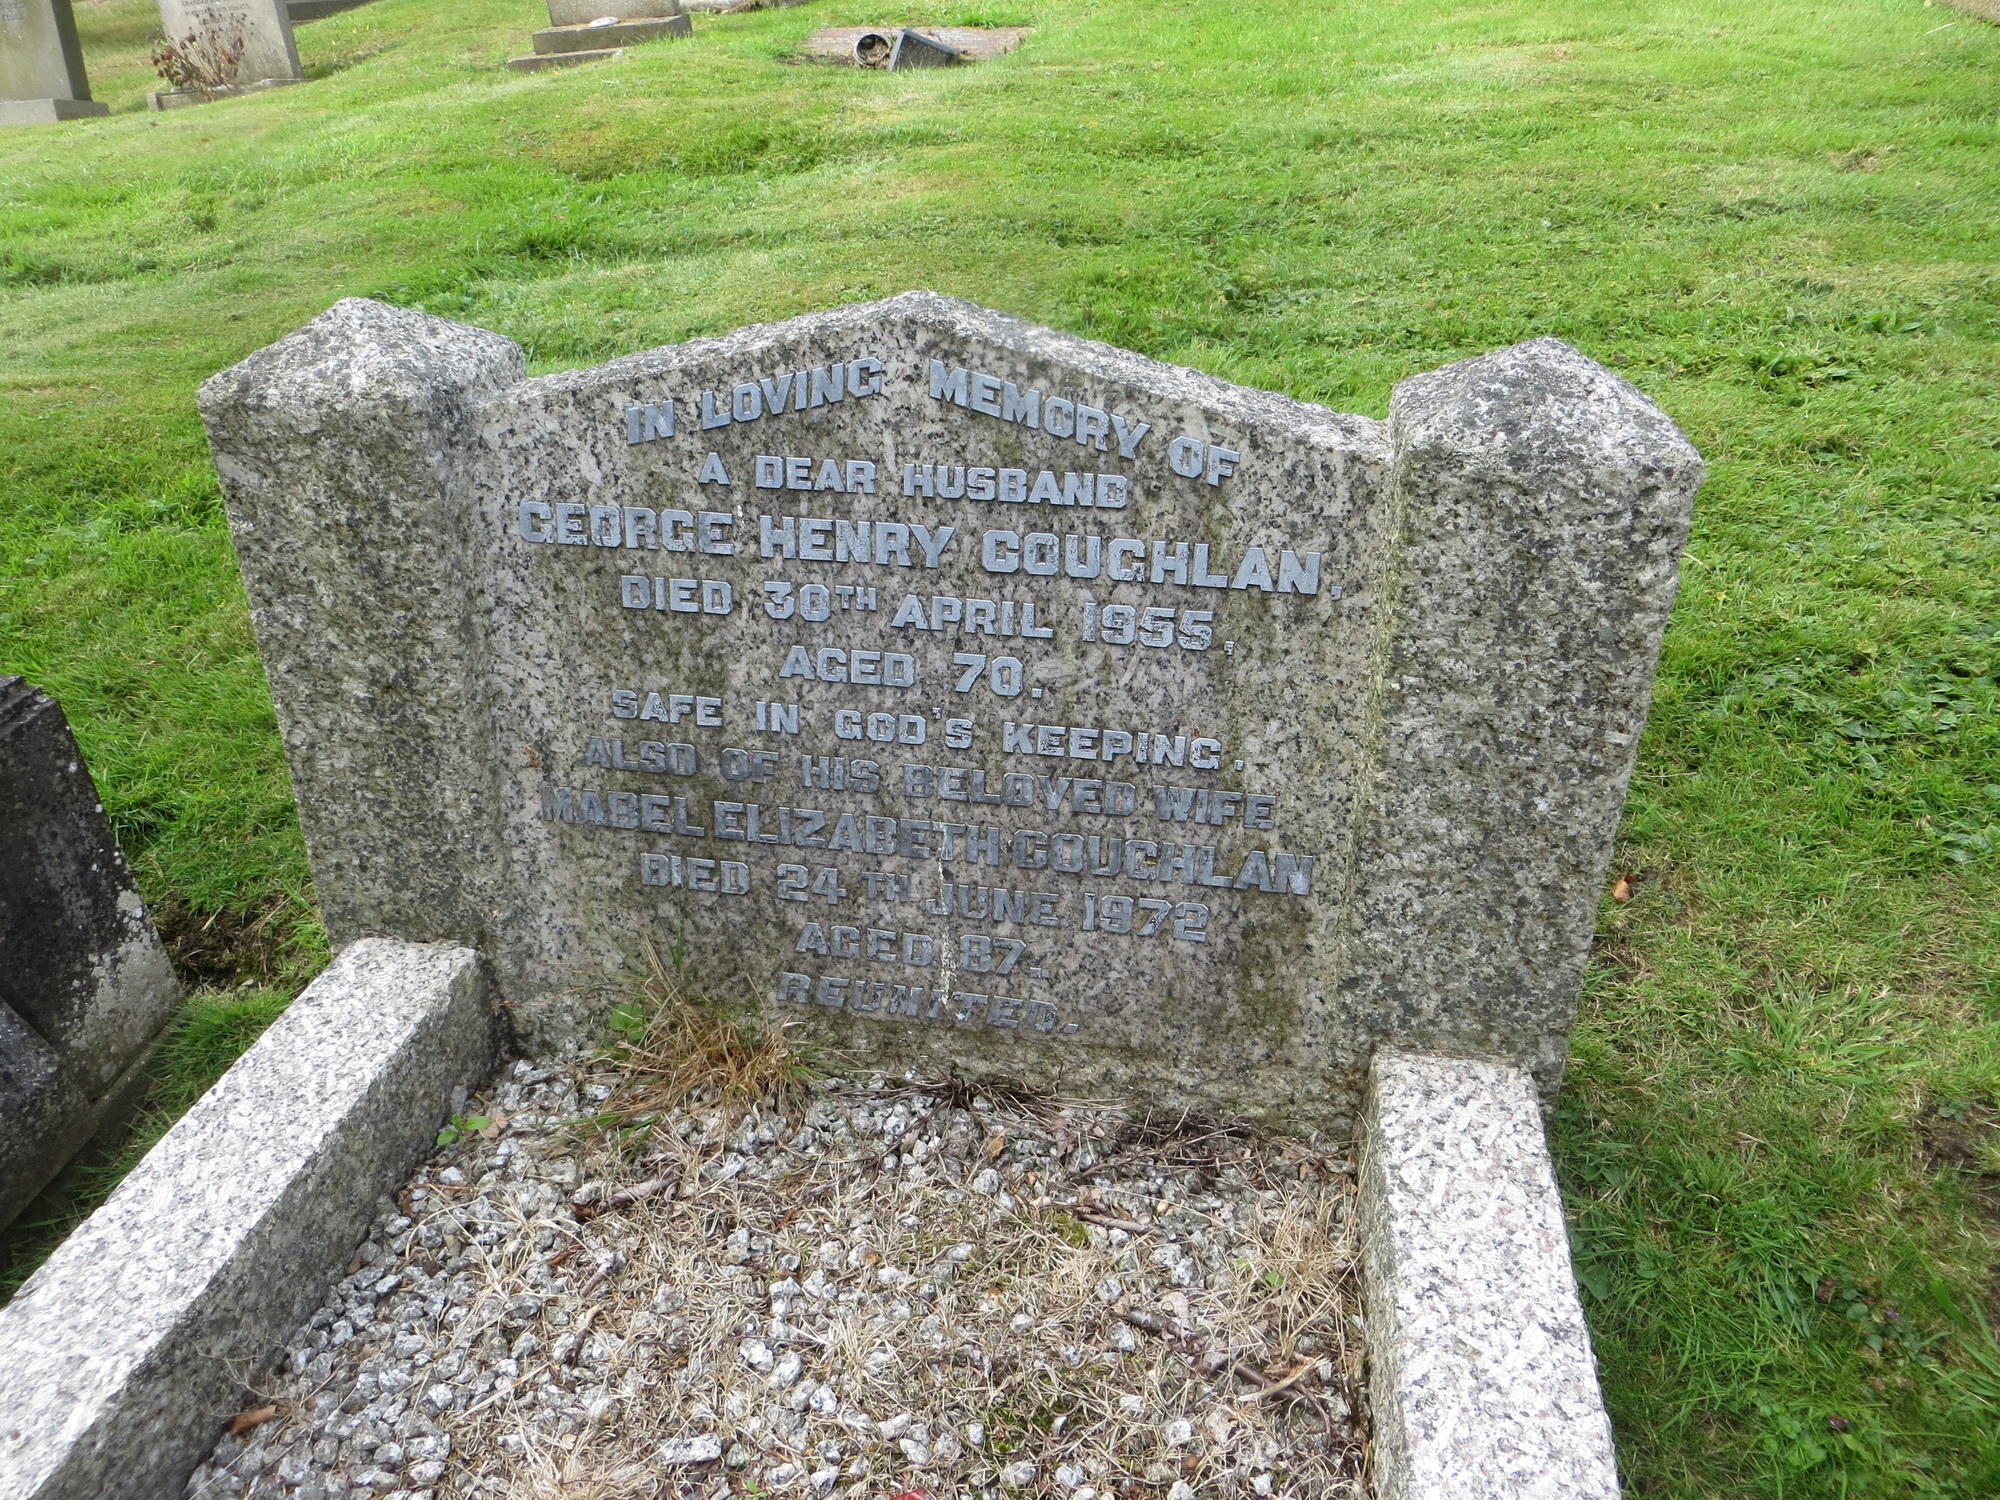 IN LOVING MEMORY OF
A DEAR HUSBAND
GEORGE HENRY COUGHLAN,
DIED 30TH APRIL 1955,
AGED 70.
SAFE IN GOD'S KEEPING.
ALSO OF HIS BELOVED WIFE
MABEL ELIZABETH COUGHLAN
DIED 24TH JUNE 1972
AGED 87.
REUNITED.